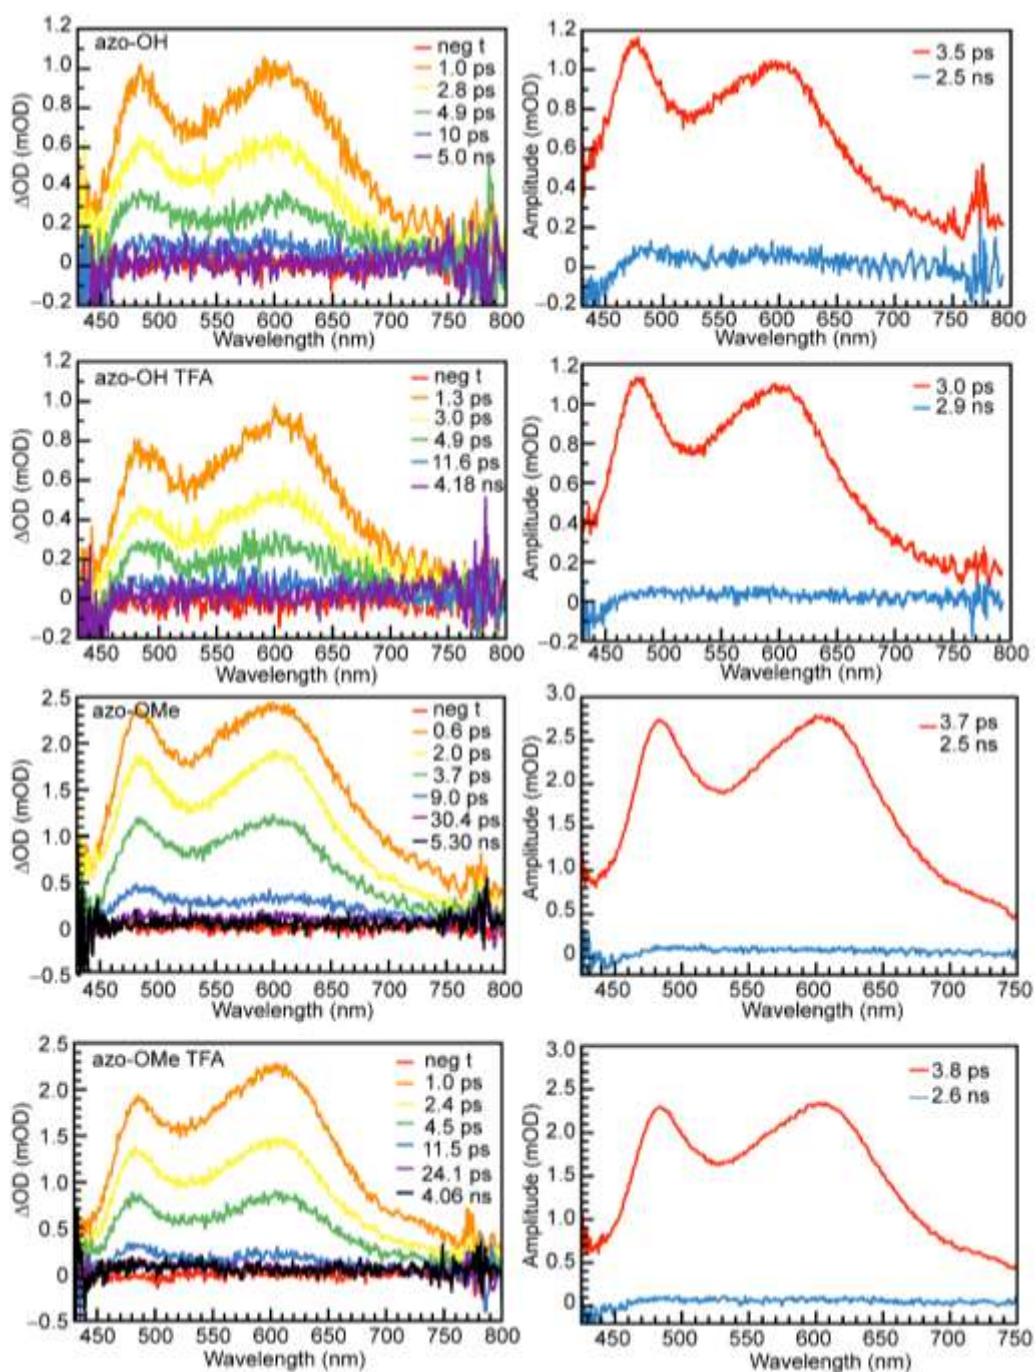 azo-OH
neg t
1.0 ps
2.8 ps
4.9 ps
10 ps
5.0 ns
1.2
1.0
0.8
0.6
0.4
0.2
0
−0.2
ΔOD (mOD)
450 500 550 600 650 700 750 800
Wavelength (nm)
3.5 ps
2.5 ns
1.2
1.0
0.8
0.6
0.4
0.2
0
−0.2
Amplitude (mOD)
450 500 550 600 650 700 750 800
Wavelength (nm)
azo-OH TFA
neg t
1.3 ps
3.0 ps
4.9 ps
11.6 ps
4.18 ns
1.2
1.0
0.8
0.6
0.4
0.2
0
−0.2
ΔOD (mOD)
450 500 550 600 650 700 750 800
Wavelength (nm)
3.0 ps
2.9 ns
1.2
1.0
0.8
0.6
0.4
0.2
0
−0.2
Amplitude (mOD)
450 500 550 600 650 700 750 800
Wavelength (nm)
azo-OMe
neg t
0.6 ps
2.0 ps
3.7 ps
9.0 ps
30.4 ps
5.30 ns
2.5
2.0
1.5
1.0
0.5
0
−0.5
ΔOD (mOD)
450 500 550 600 650 700 750 800
Wavelength (nm)
3.7 ps
2.5 ns
3.0
2.5
2.0
1.5
1.0
0.5
0
Amplitude (mOD)
450 500 550 600 650 700 750
Wavelength (nm)
azo-OMe TFA
neg t
1.0 ps
2.4 ps
4.5 ps
11.5 ps
24.1 ps
4.06 ns
2.5
2.0
1.5
1.0
0.5
0
−0.5
ΔOD (mOD)
450 500 550 600 650 700 750 800
Wavelength (nm)
3.8 ps
2.6 ns
3.0
2.5
2.0
1.5
1.0
0.5
0
Amplitude (mOD)
450 500 550 600 650 700 750
Wavelength (nm)